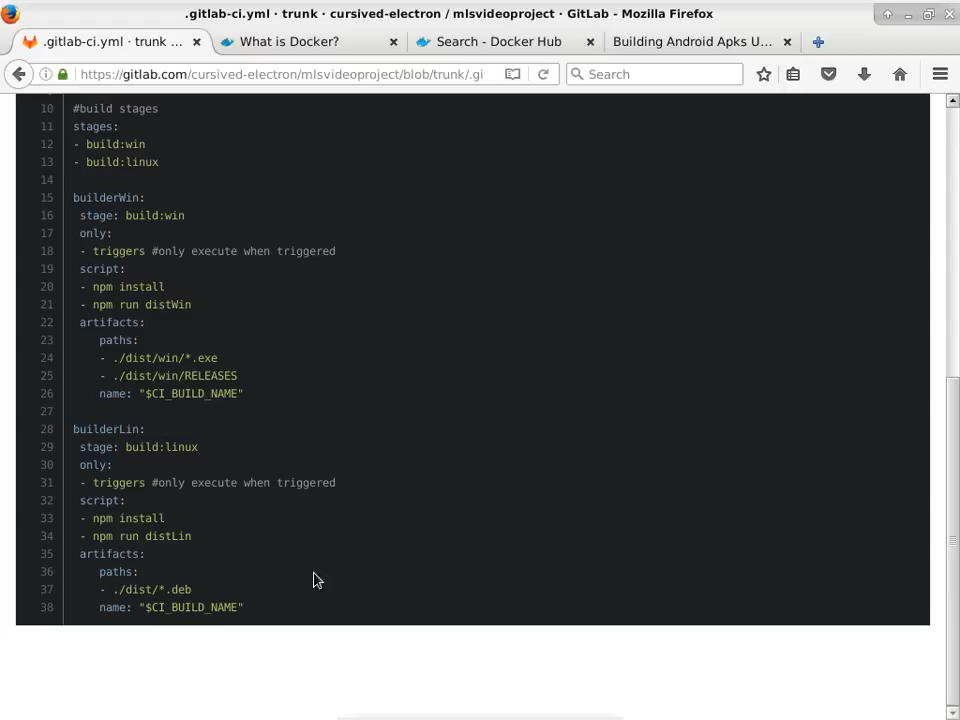 .gitlab-ci.yml · trunk · cursived-electron / mlsvideoproject · GitLab - Mozilla Firefox
.gitlab-ci.yml · trunk ...
What is Docker?
Search - Docker Hub
Building Android Apks U...
https://gitlab.com/cursived-electron/mlsvideoproject/blob/trunk/.gi
Search
10 #build stages
11 stages:
12 - build:win
13 - build:linux
14
15 builderWin:
16 stage: build:win
17 only:
18 - triggers #only execute when triggered
19 script:
20 - npm install
21 - npm run distWin
22 artifacts:
23 paths:
24 - ./dist/win/*.exe
25 - ./dist/win/RELEASES
26 name: "$CI_BUILD_NAME"
27
28 builderLin:
29 stage: build:linux
30 only:
31 - triggers #only execute when triggered
32 script:
33 - npm install
34 - npm run distLin
35 artifacts:
36 paths:
37 - ./dist/*.deb
38 name: "$CI_BUILD_NAME"